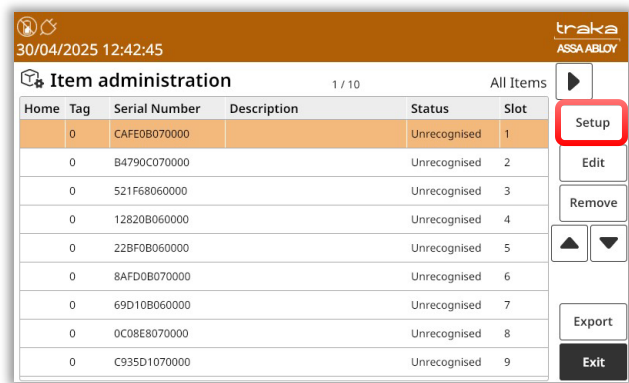 traka
30/04/2025 12:42:45
ASSA ABLOY
Item administration
1 / 10
All Items
Home Tag Serial Number Description Status Slot
0 CAFE0B070000 Unrecognised 1
0 B4790C070000 Unrecognised 2
0 521F68060000 Unrecognised 3
0 12820B060000 Unrecognised 4
0 22BF0B060000 Unrecognised 5
0 8AFD0B070000 Unrecognised 6
0 69D10B060000 Unrecognised 7
0 0C08E8070000 Unrecognised 8
0 C935D1070000 Unrecognised 9
Setup
Edit
Remove
Export
Exit